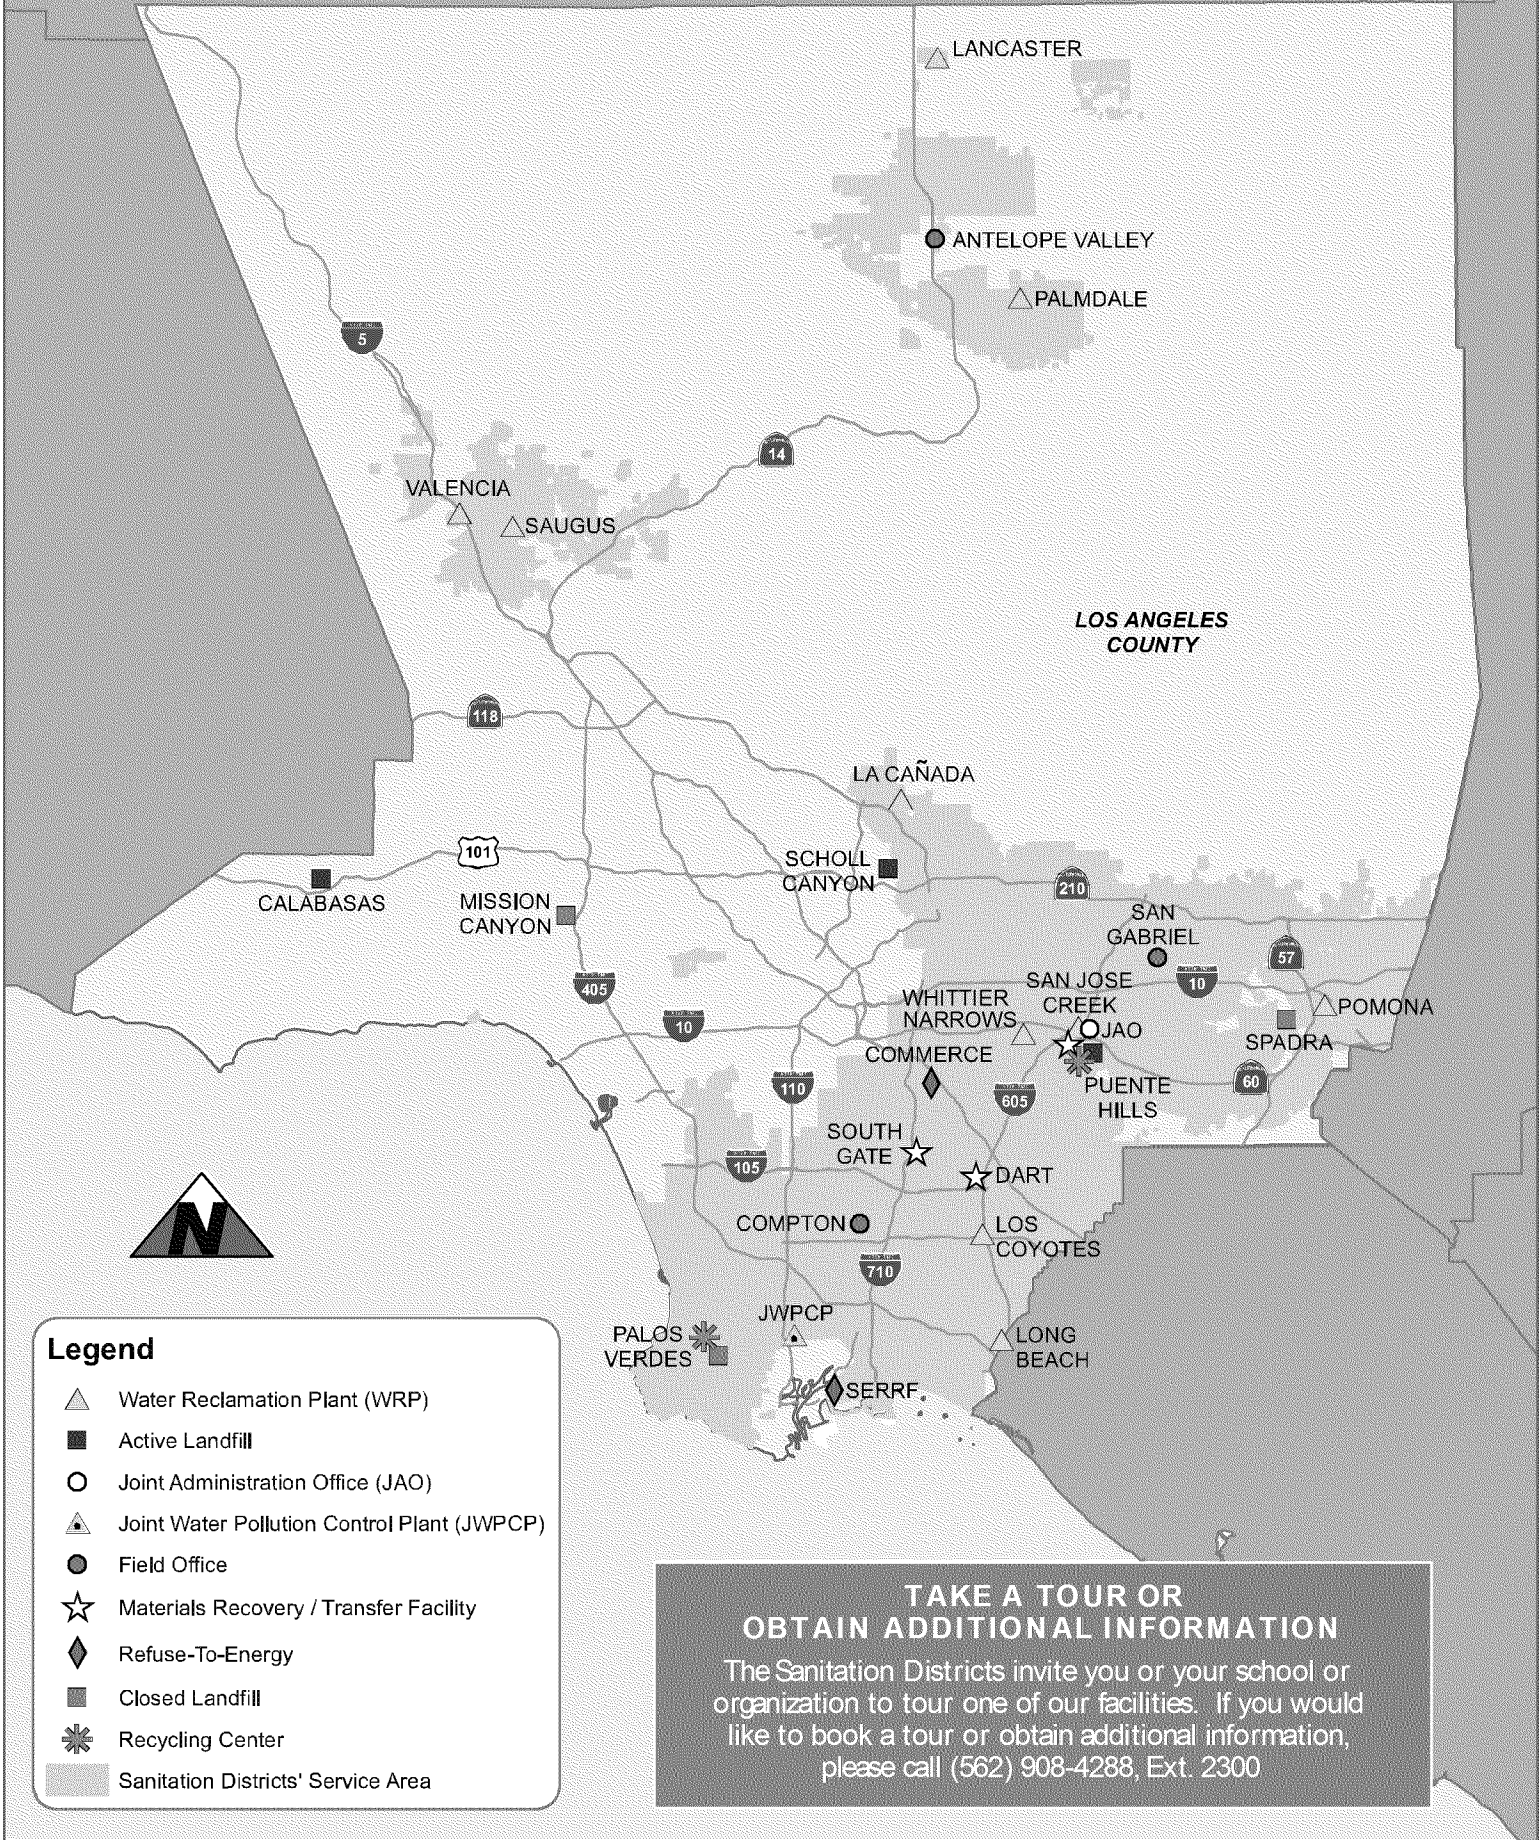 LANCASTER
ANTELOPE VALLEY
PALMDALE
5
14
VALENCIA
SAUGUS
LOS ANGELES
COUNTY
118
LA CAÑADA
101
SCHOLL
CANYON
210
CALABASAS
MISSION
CANYON
SAN
GABRIEL
57
405
10
SAN JOSE
CREEK
WHITTIER
NARROWS
10
POMONA
JAO
SPADRA
COMMERCE
110
605
PUENTE
HILLS
60
SOUTH
GATE
105
DART
COMPTON
LOS
COYOTES
710
JWPCP
PALOS
VERDES
LONG
BEACH
SERRF
N
Legend
Water Reclamation Plant (WRP)
Active Landfill
Joint Administration Office (JAO)
Joint Water Pollution Control Plant (JWPCP)
Field Office
Materials Recovery / Transfer Facility
Refuse-To-Energy
Closed Landfill
Recycling Center
Sanitation Districts' Service Area
TAKE A TOUR OR
OBTAIN ADDITIONAL INFORMATION
The Sanitation Districts invite you or your school or
organization to tour one of our facilities. If you would
like to book a tour or obtain additional information,
please call (562) 908-4288, Ext. 2300